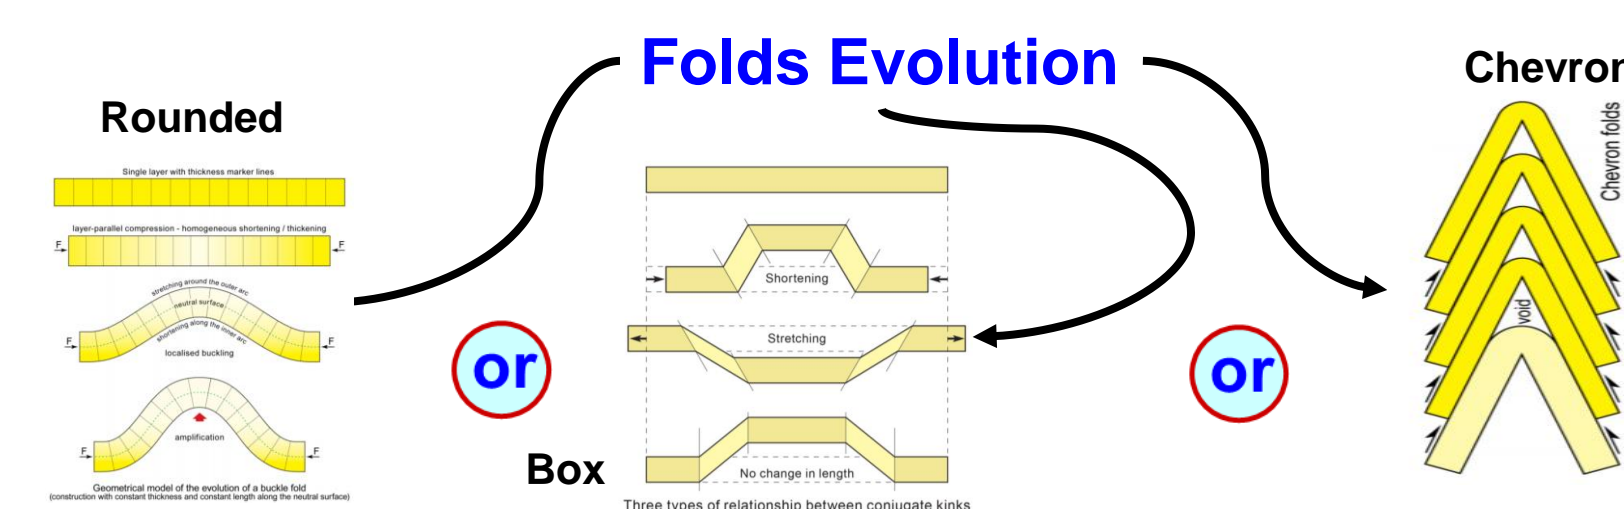 Folds Evolution
Rounded
Single layer with thickness marker lines
layer-parallel compression - homogeneous shortening / thickening
F
F
stretching around the outer arc
neutral surface
shortening along the inner arc
F
F
localised buckling
amplification
F
F
Geometrical model of the evolution of a buckle fold
(construction with constant thickness and constant length along the neutral surface)
or
Shortening
Stretching
No change in length
Box
Three types of relationship between conjugate kinks
or
Chevron
Chevron folds
void